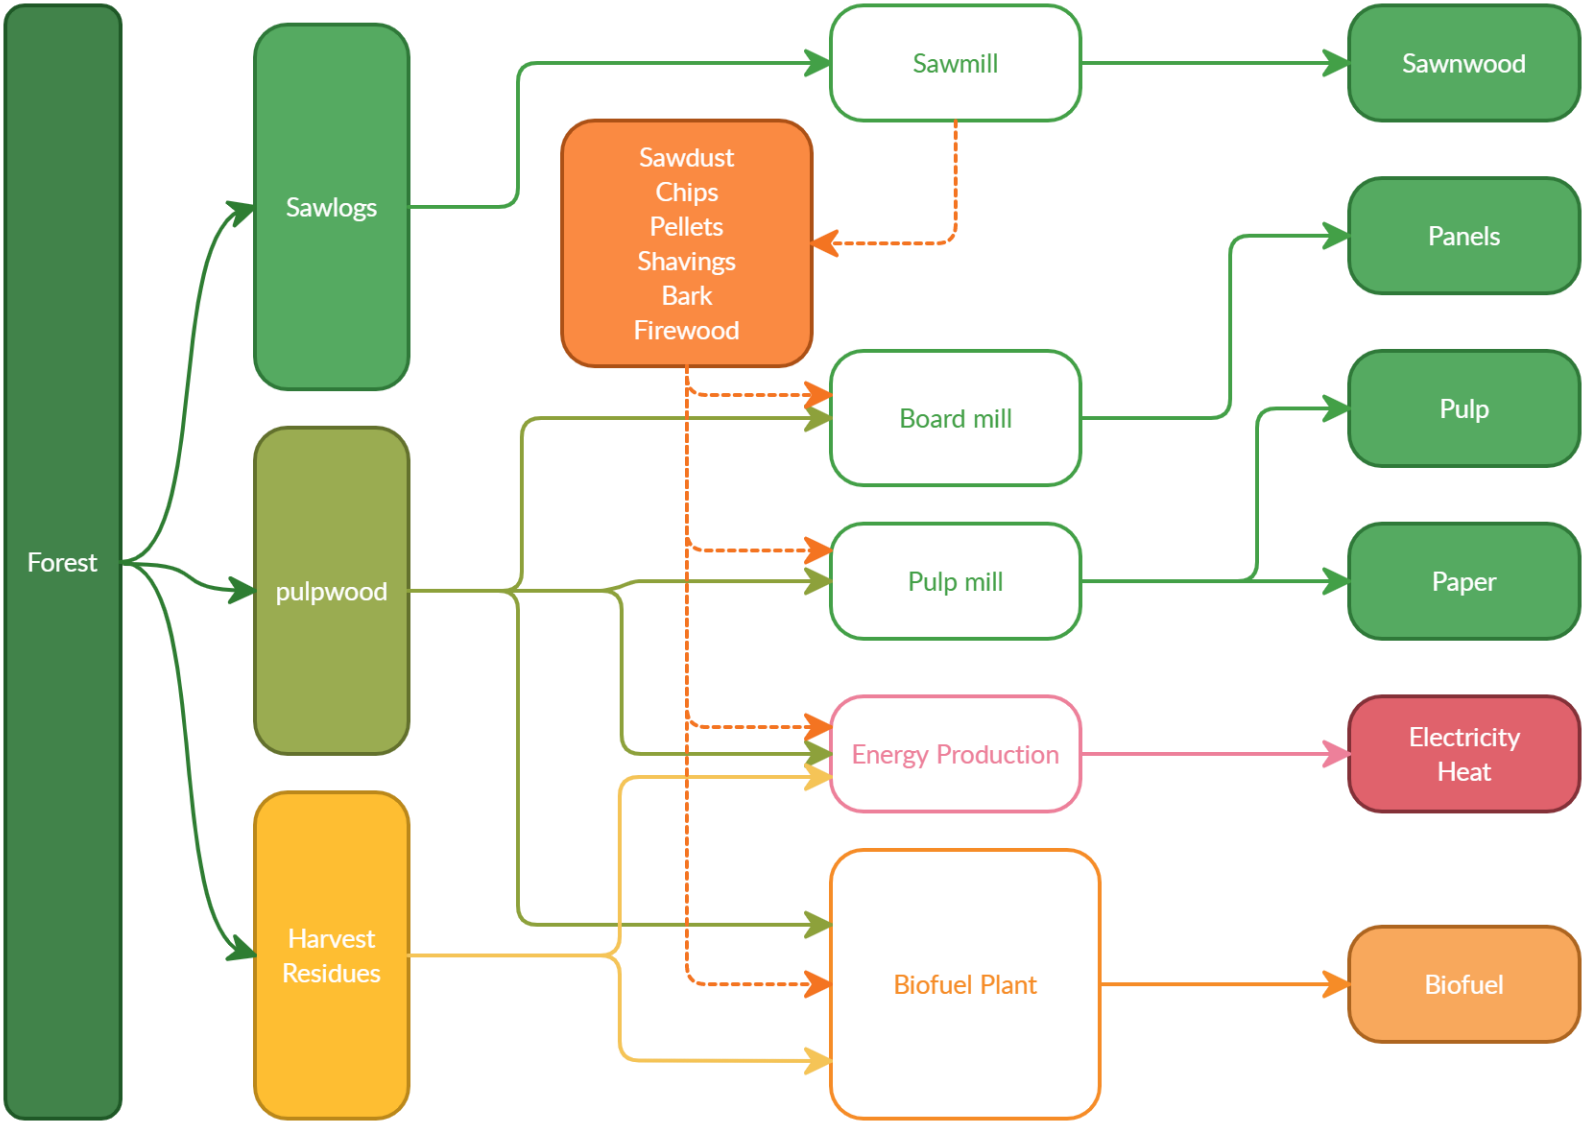 Forest
Sawlogs
pulpwood
Harvest
Residues
Sawdust
Chips
Pellets
Shavings
Bark
Firewood
Sawmill
Board mill
Pulp mill
Energy Production
Biofuel Plant
Sawnwood
Panels
Pulp
Paper
Electricity
Heat
Biofuel